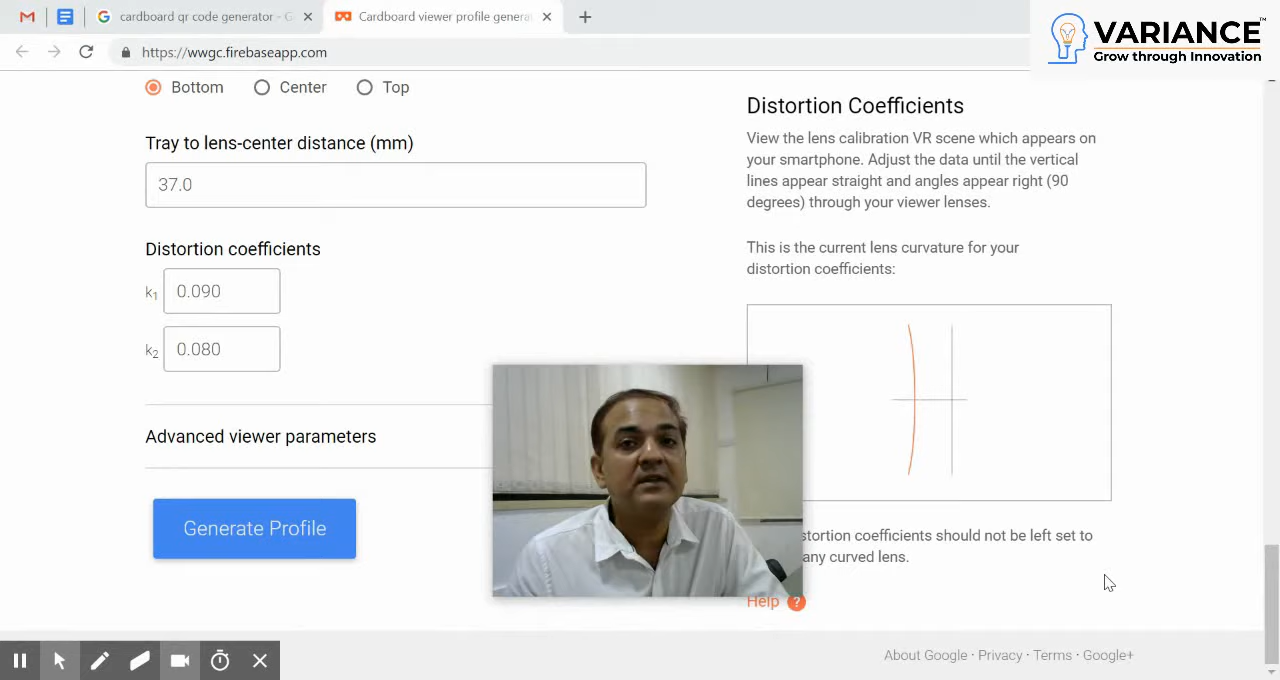 cardboard qr code generator - G
Cardboard viewer profile genera
VARIANCE™
Grow through Innovation
https://wwgc.firebaseapp.com
Bottom
Center
Top
Tray to lens-center distance (mm)
37.0
Distortion coefficients
k1 0.090
k2 0.080
Advanced viewer parameters
Generate Profile
Distortion Coefficients
View the lens calibration VR scene which appears on
your smartphone. Adjust the data until the vertical
lines appear straight and angles appear right (90
degrees) through your viewer lenses.
This is the current lens curvature for your
distortion coefficients:
stortion coefficients should not be left set to
any curved lens.
Help ?
About Google · Privacy · Terms · Google+